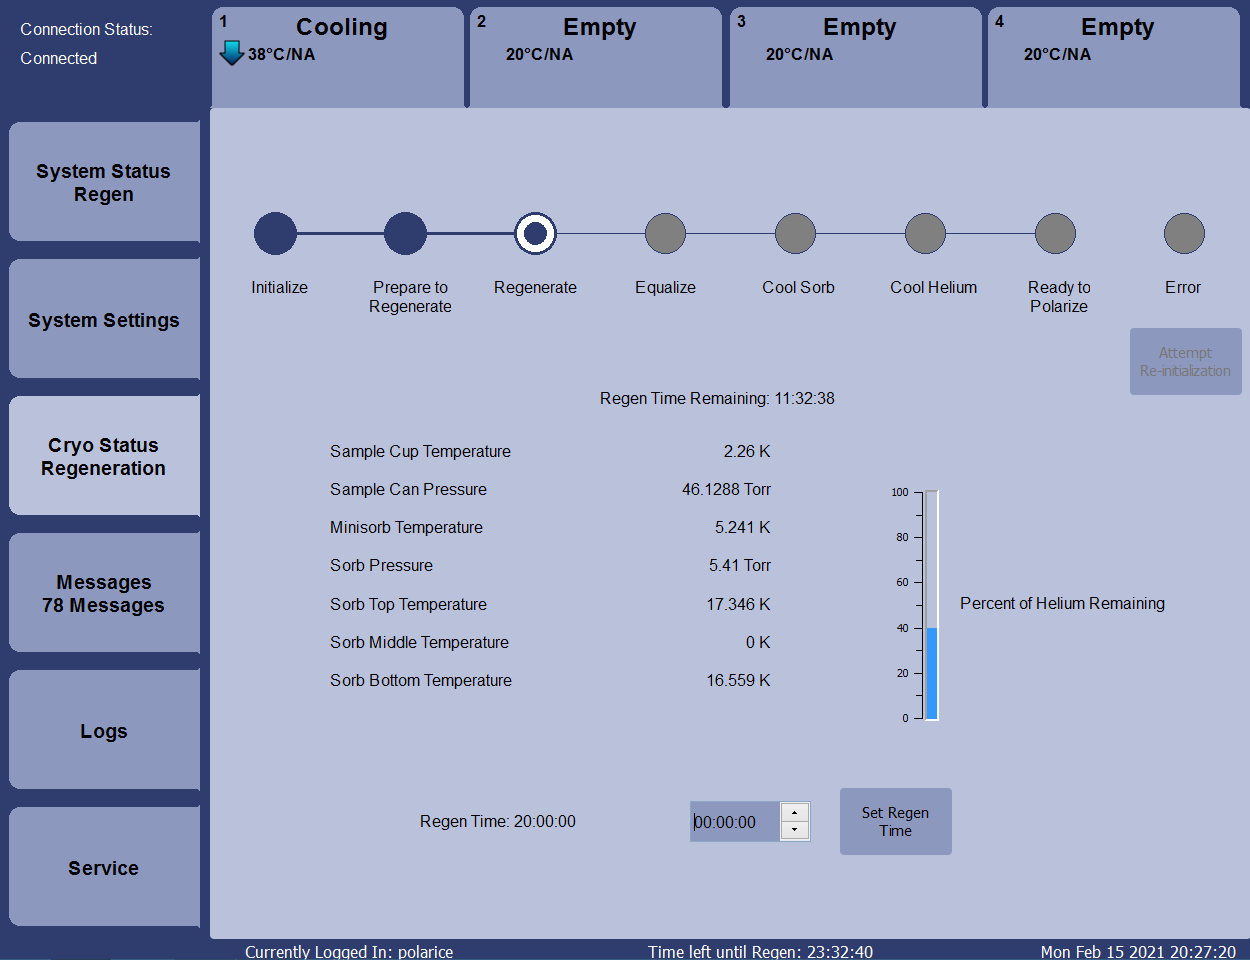 Connection Status:
Connected
1
Cooling
38°C/NA
2
Empty
20°C/NA
3
Empty
20°C/NA
4
Empty
20°C/NA
System Status
Regen
System Settings
Cryo Status
Regeneration
Messages
78 Messages
Logs
Service
Initialize
Prepare to
Regenerate
Regenerate
Equalize
Cool Sorb
Cool Helium
Ready to
Polarize
Error
Attempt
Re-initialization
Regen Time Remaining: 11:32:38
Sample Cup Temperature 2.26 K
Sample Can Pressure 46.1288 Torr
Minisorb Temperature 5.241 K
Sorb Pressure 5.41 Torr
Sorb Top Temperature 17.346 K
Sorb Middle Temperature 0 K
Sorb Bottom Temperature 16.559 K
100
80
60
40
20
0
Percent of Helium Remaining
Regen Time: 20:00:00
00:00:00
Set Regen
Time
Currently Logged In: polarice
Time left until Regen: 23:32:40
Mon Feb 15 2021 20:27:20